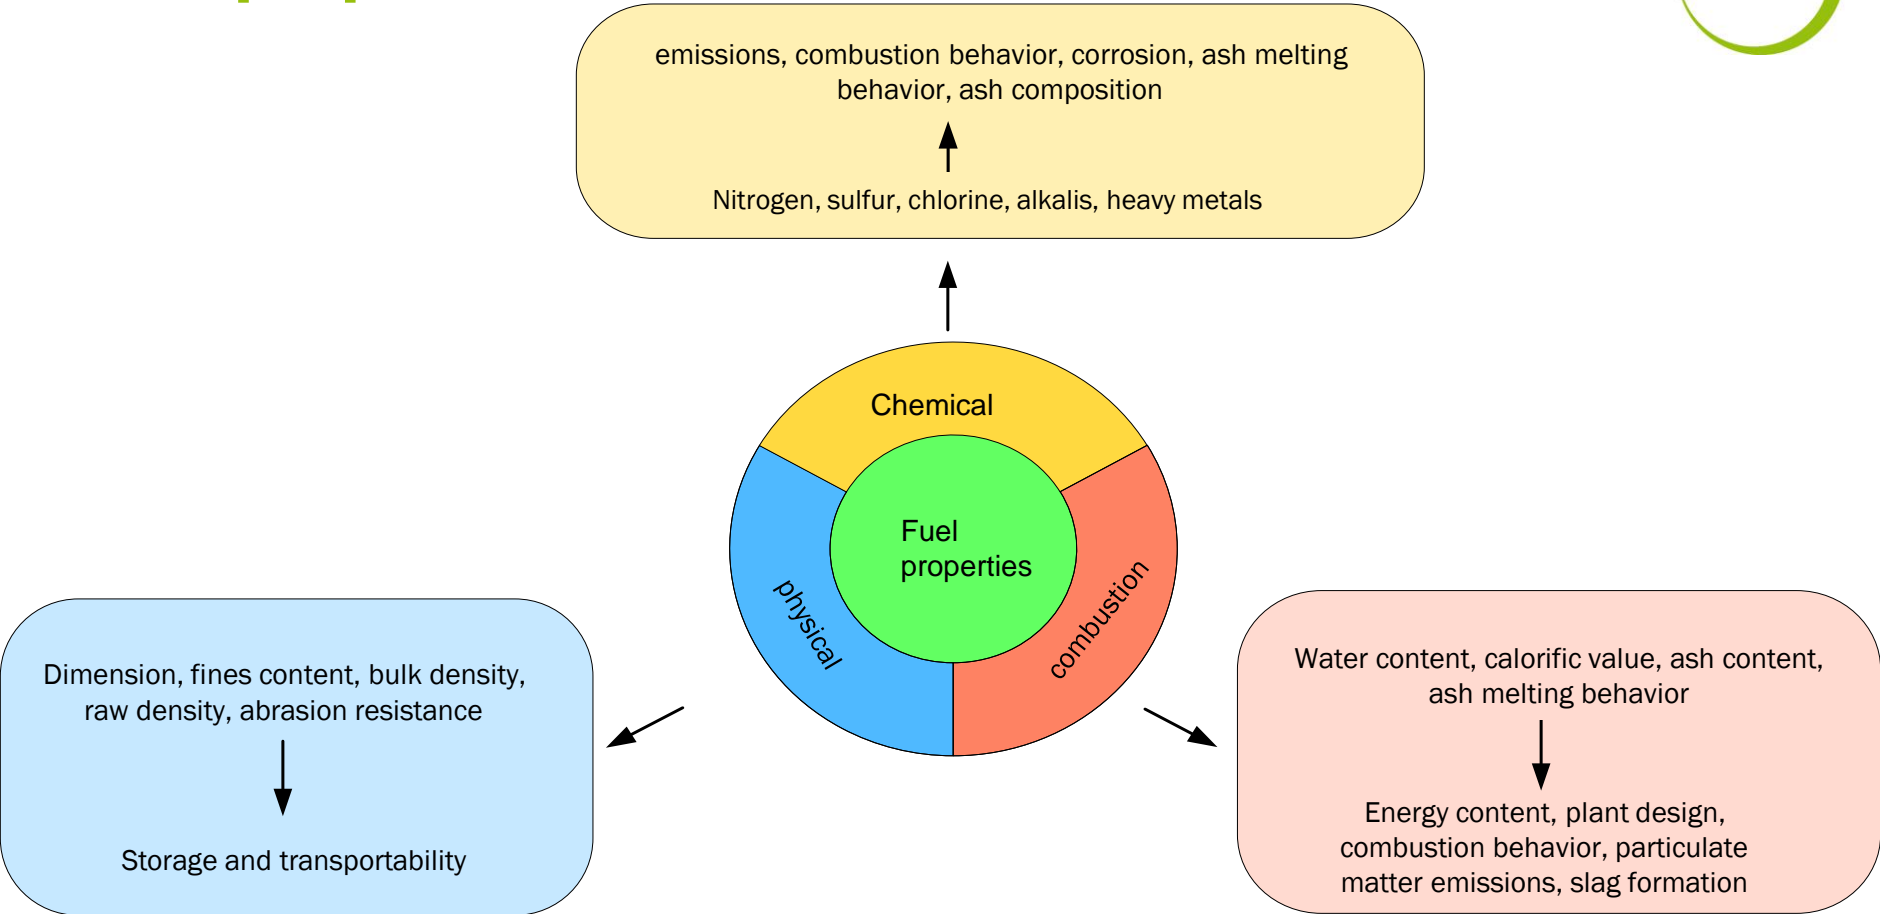 emissions, combustion behavior, corrosion, ash melting
behavior, ash composition
Nitrogen, sulfur, chlorine, alkalis, heavy metals
Chemical
Fuel
properties
physical
combustion
Dimension, fines content, bulk density,
raw density, abrasion resistance
Storage and transportability
Water content, calorific value, ash content,
ash melting behavior
Energy content, plant design,
combustion behavior, particulate
matter emissions, slag formation